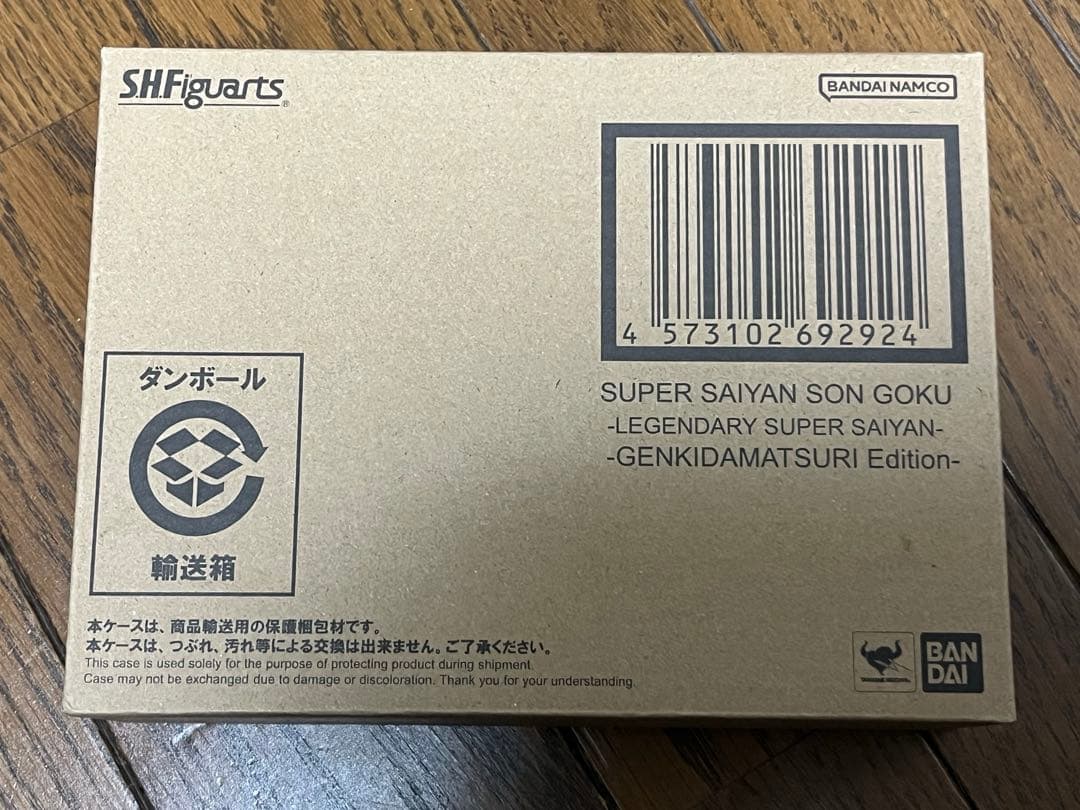 S.H.Figuarts®
BANDAI NAMCO
4 573102 692924
SUPER SAIYAN SON GOKU
-LEGENDARY SUPER SAIYAN-
-GENKIDAMATSURI Edition-
ダンボール
輸送箱
本ケースは、商品輸送用の保護梱包材です。
本ケースは、つぶれ、汚れ等による交換は出来ません。ご了承ください。
This case is used solely for the purpose of protecting product during shipment.
Case may not be exchanged due to damage or discoloration. Thank you for your understanding.
BAN
DAI